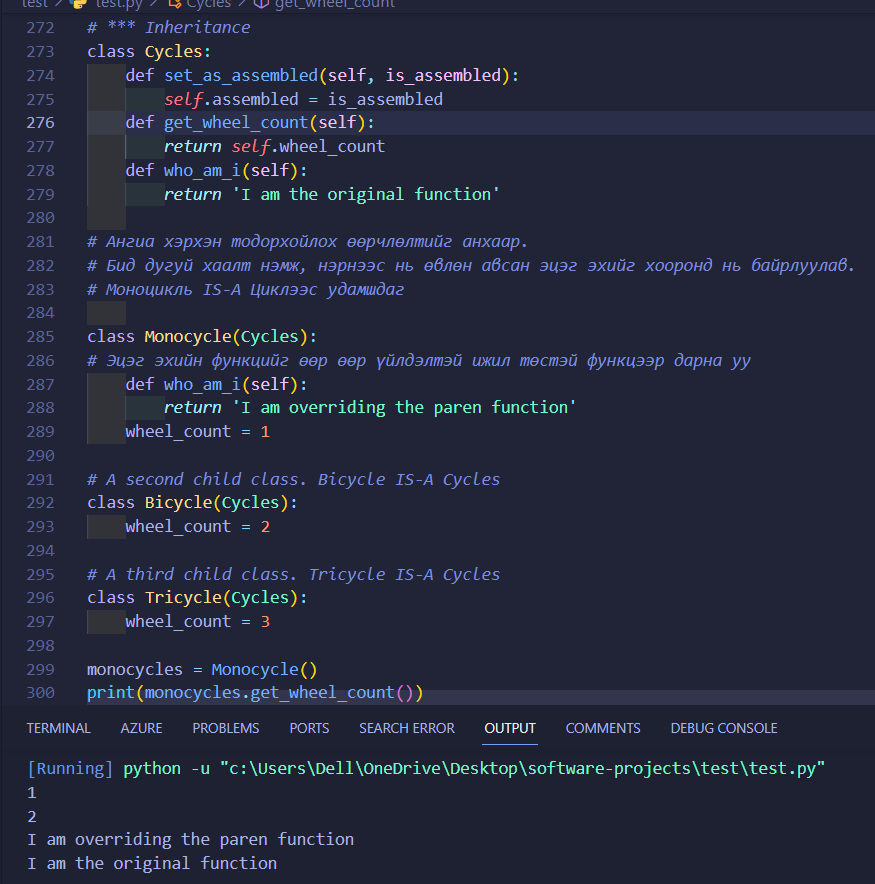 test > test.py > Cycles > get_wheel_count
272 # *** Inheritance
273 class Cycles:
274     def set_as_assembled(self, is_assembled):
275         self.assembled = is_assembled
276     def get_wheel_count(self):
277         return self.wheel_count
278     def who_am_i(self):
279         return 'I am the original function'
280
281 # Ангиа хэрхэн тодорхойлох өөрчлөлтийг анхаар.
282 # Бид дугуй хаалт нэмж, нэрнээс нь өвлөн авсан эцэг эхийг хооронд нь байрлуулав.
283 # Моноцикль IS-A Циклээс удамшдаг
284
285 class Monocycle(Cycles):
286 # Эцэг эхийн функцийг өөр өөр үйлдэлтэй ижил төстэй функцээр дарна уу
287     def who_am_i(self):
288         return 'I am overriding the paren function'
289     wheel_count = 1
290
291 # A second child class. Bicycle IS-A Cycles
292 class Bicycle(Cycles):
293     wheel_count = 2
294
295 # A third child class. Tricycle IS-A Cycles
296 class Tricycle(Cycles):
297     wheel_count = 3
298
299 monocycles = Monocycle()
300 print(monocycles.get_wheel_count())
TERMINAL AZURE PROBLEMS PORTS SEARCH ERROR OUTPUT COMMENTS DEBUG CONSOLE
[Running] python -u "c:\Users\Dell\OneDrive\Desktop\software-projects\test\test.py"
1
2
I am overriding the paren function
I am the original function